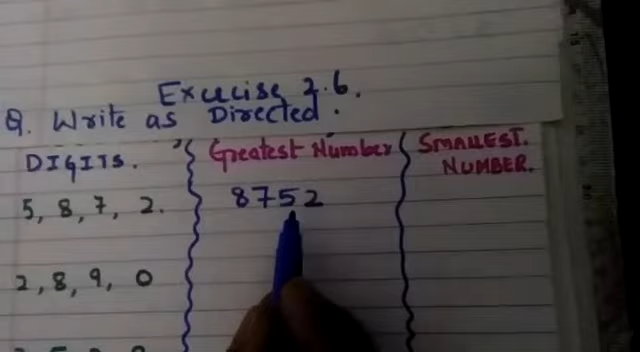 Exercise 2.6.
Q. Write as Directed.
DIGITS. Greatest Number SMALLEST. NUMBER.
5, 8, 7, 2. 8752
2, 8, 9, 0